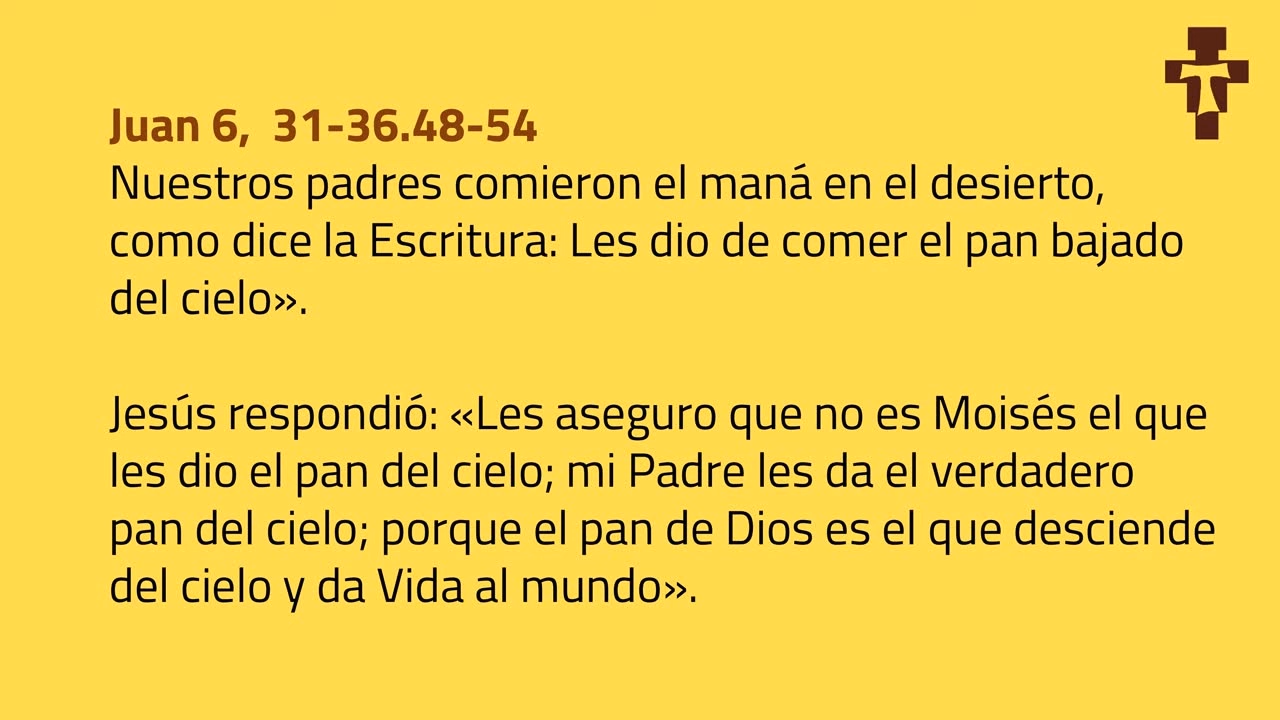 Juan 6,  31-36.48-54
Nuestros padres comieron el maná en el desierto,
como dice la Escritura: Les dio de comer el pan bajado
del cielo».
Jesús respondió: «Les aseguro que no es Moisés el que
les dio el pan del cielo; mi Padre les da el verdadero
pan del cielo; porque el pan de Dios es el que desciende
del cielo y da Vida al mundo».